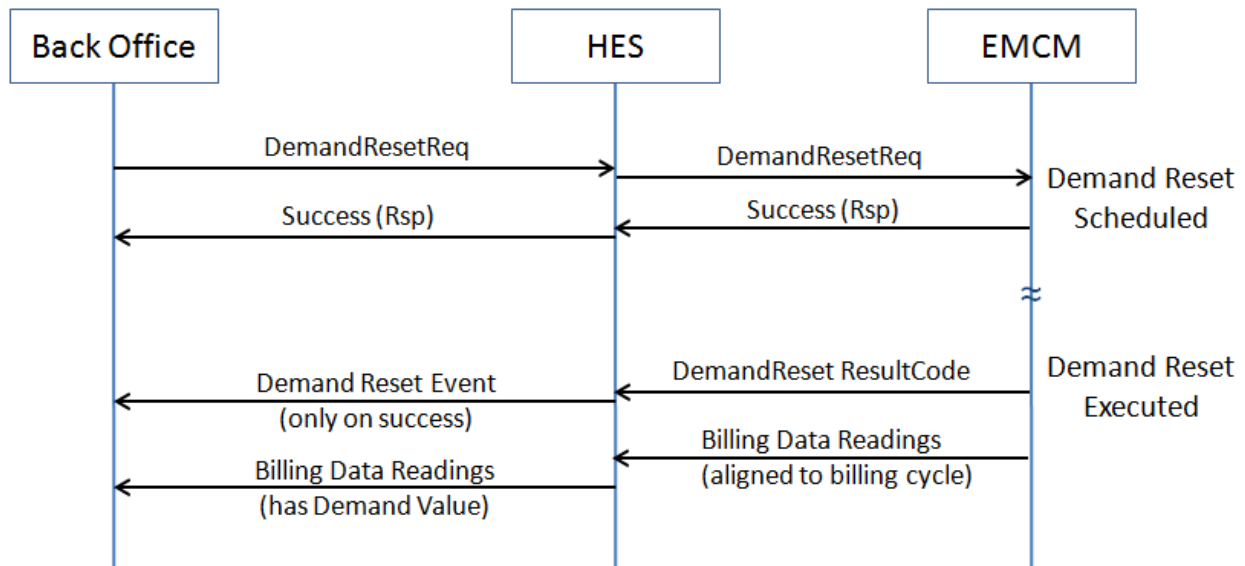 Back Office
HES
EMCM
DemandResetReq
DemandResetReq
Demand Reset
Scheduled
Success (Rsp)
Success (Rsp)
≈
Demand Reset Event
(only on success)
DemandReset ResultCode
Demand Reset
Executed
Billing Data Readings
(has Demand Value)
Billing Data Readings
(aligned to billing cycle)